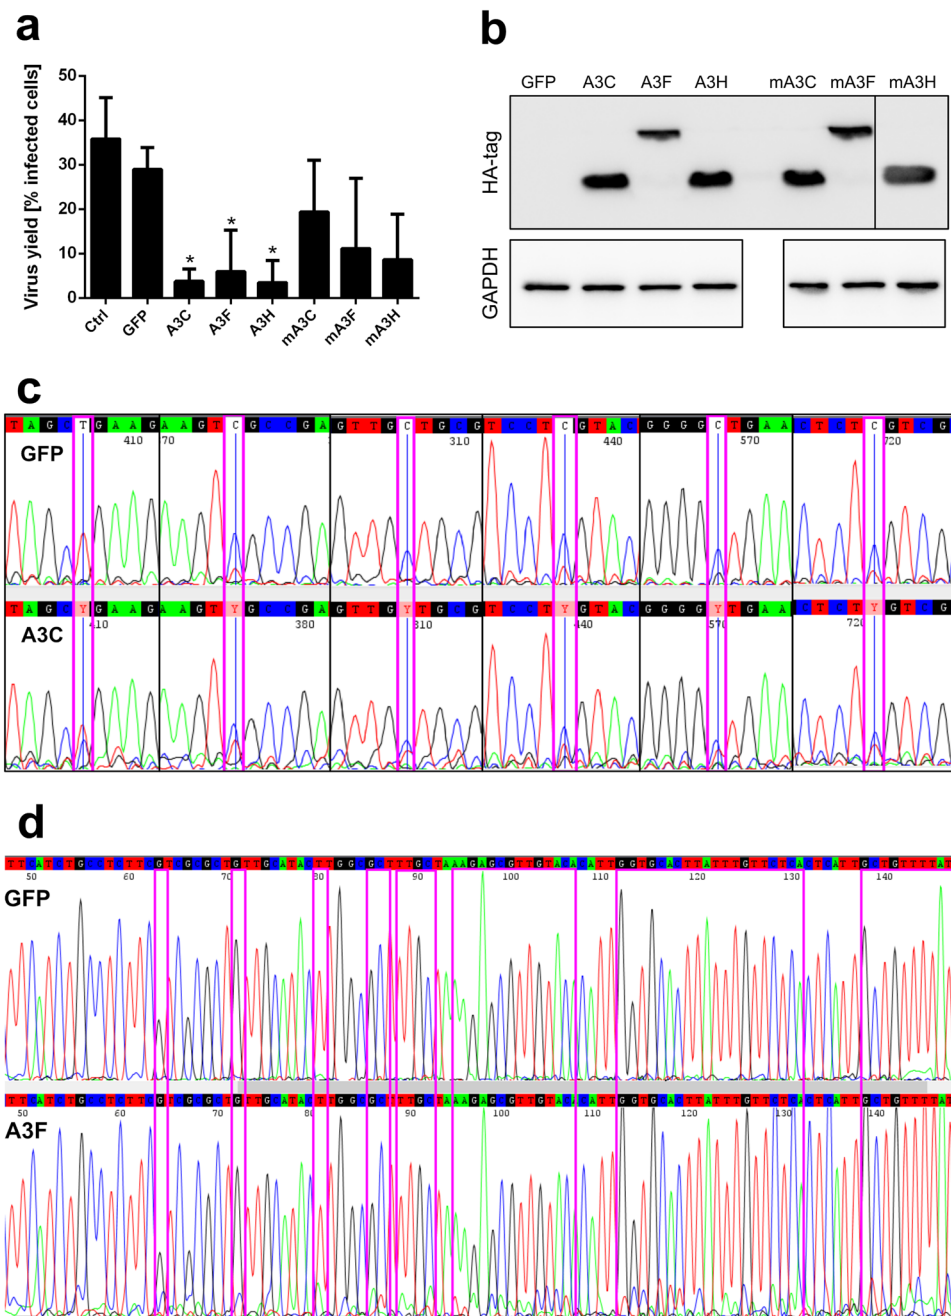 a
Virus yield [% infected cells]
50
40
30
20
10
0
Ctrl
GFP
A3C
A3F
A3H
mA3C
mA3F
mA3H
*
*
*
b
GFP A3C A3F A3H mA3C mA3F mA3H
HA-tag
GAPDH
c
TAGCTGAAGAAGTCGCCGAGTTGCTGCGTCCTCGTACGGGGCTGAACTCTCGTCG
410 70 310 440 570 720
GFP
TAGCYGAAGAAGTYGCCGAGTTGYTGCGTCCTYGTACGGGGYTGAACTCTYGTCG
410 380 310 440 570 720
A3C
d
50 60 70 80 90 100 110 120 130 140
GFP
50 60 70 80 90 100 110 120 130 140
A3F